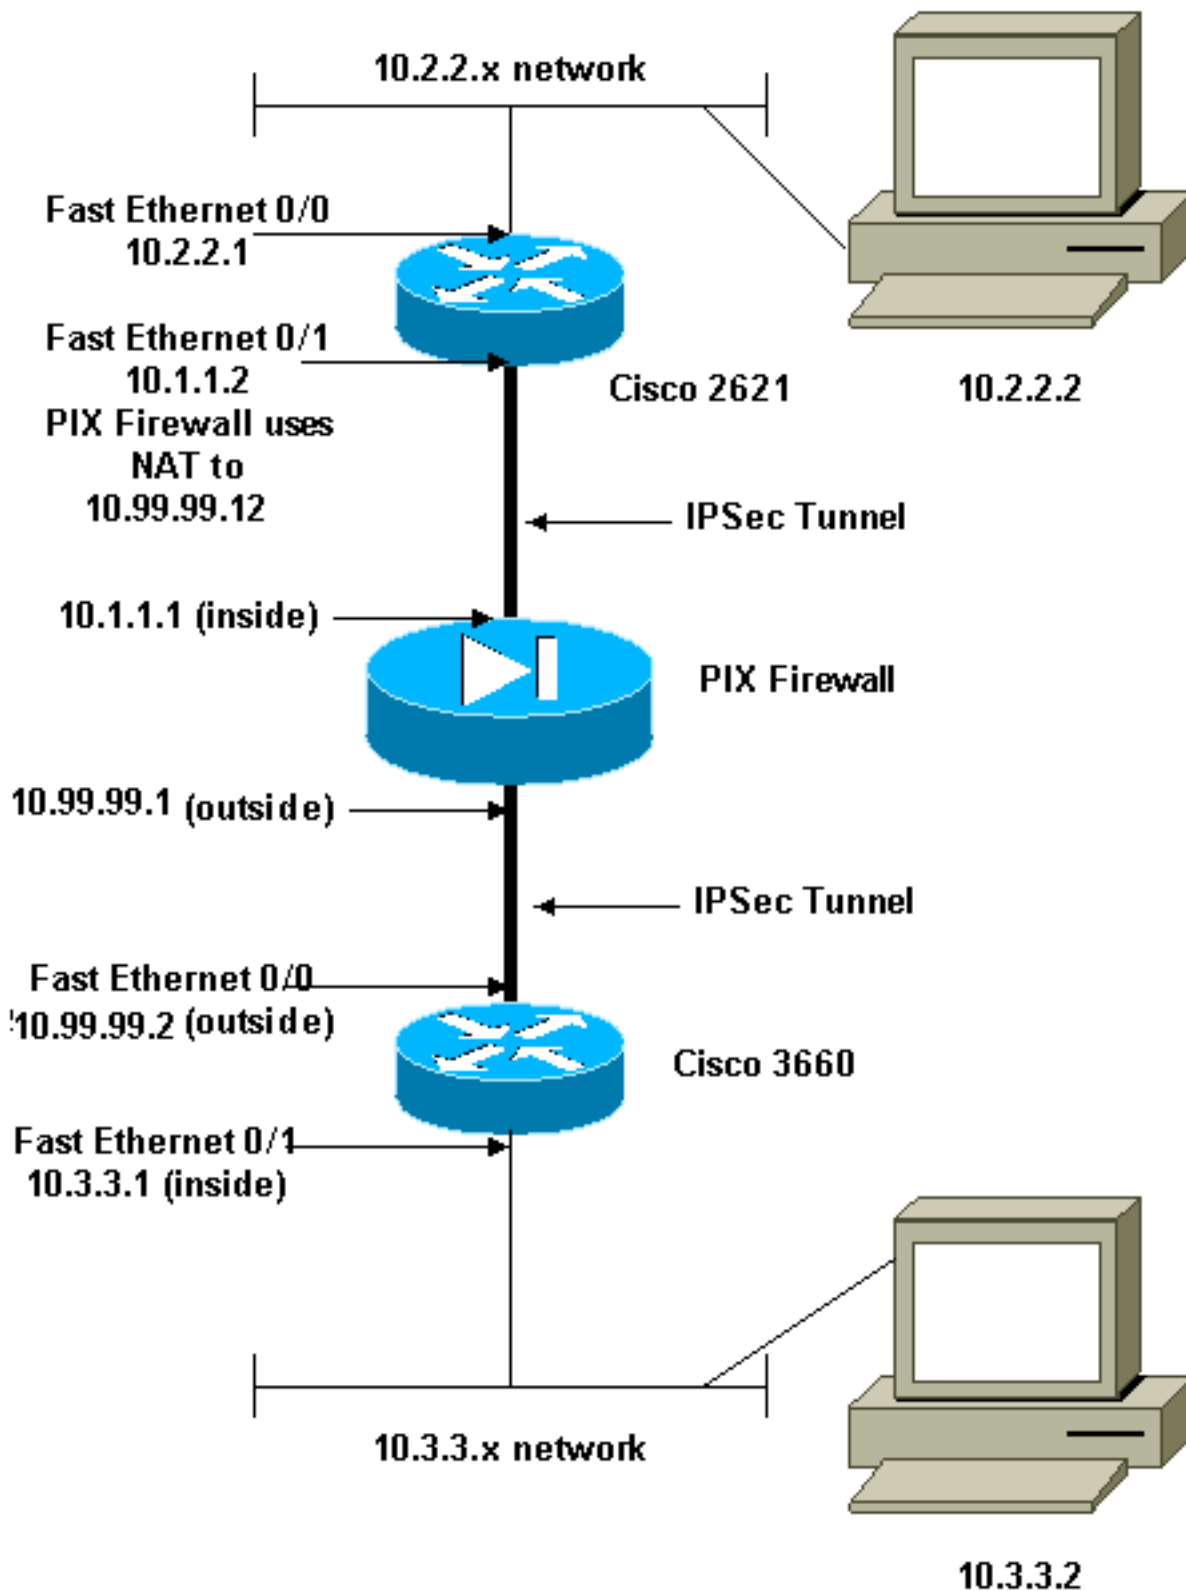 10.2.2.x network
Fast Ethernet 0/0
10.2.2.1
Fast Ethernet 0/1
10.1.1.2
PIX Firewall uses
NAT to
10.99.99.12
Cisco 2621
10.2.2.2
IPSec Tunnel
10.1.1.1 (inside)
PIX Firewall
10.99.99.1 (outside)
IPSec Tunnel
Fast Ethernet 0/0
10.99.99.2 (outside)
Cisco 3660
Fast Ethernet 0/1
10.3.3.1 (inside)
10.3.3.x network
10.3.3.2